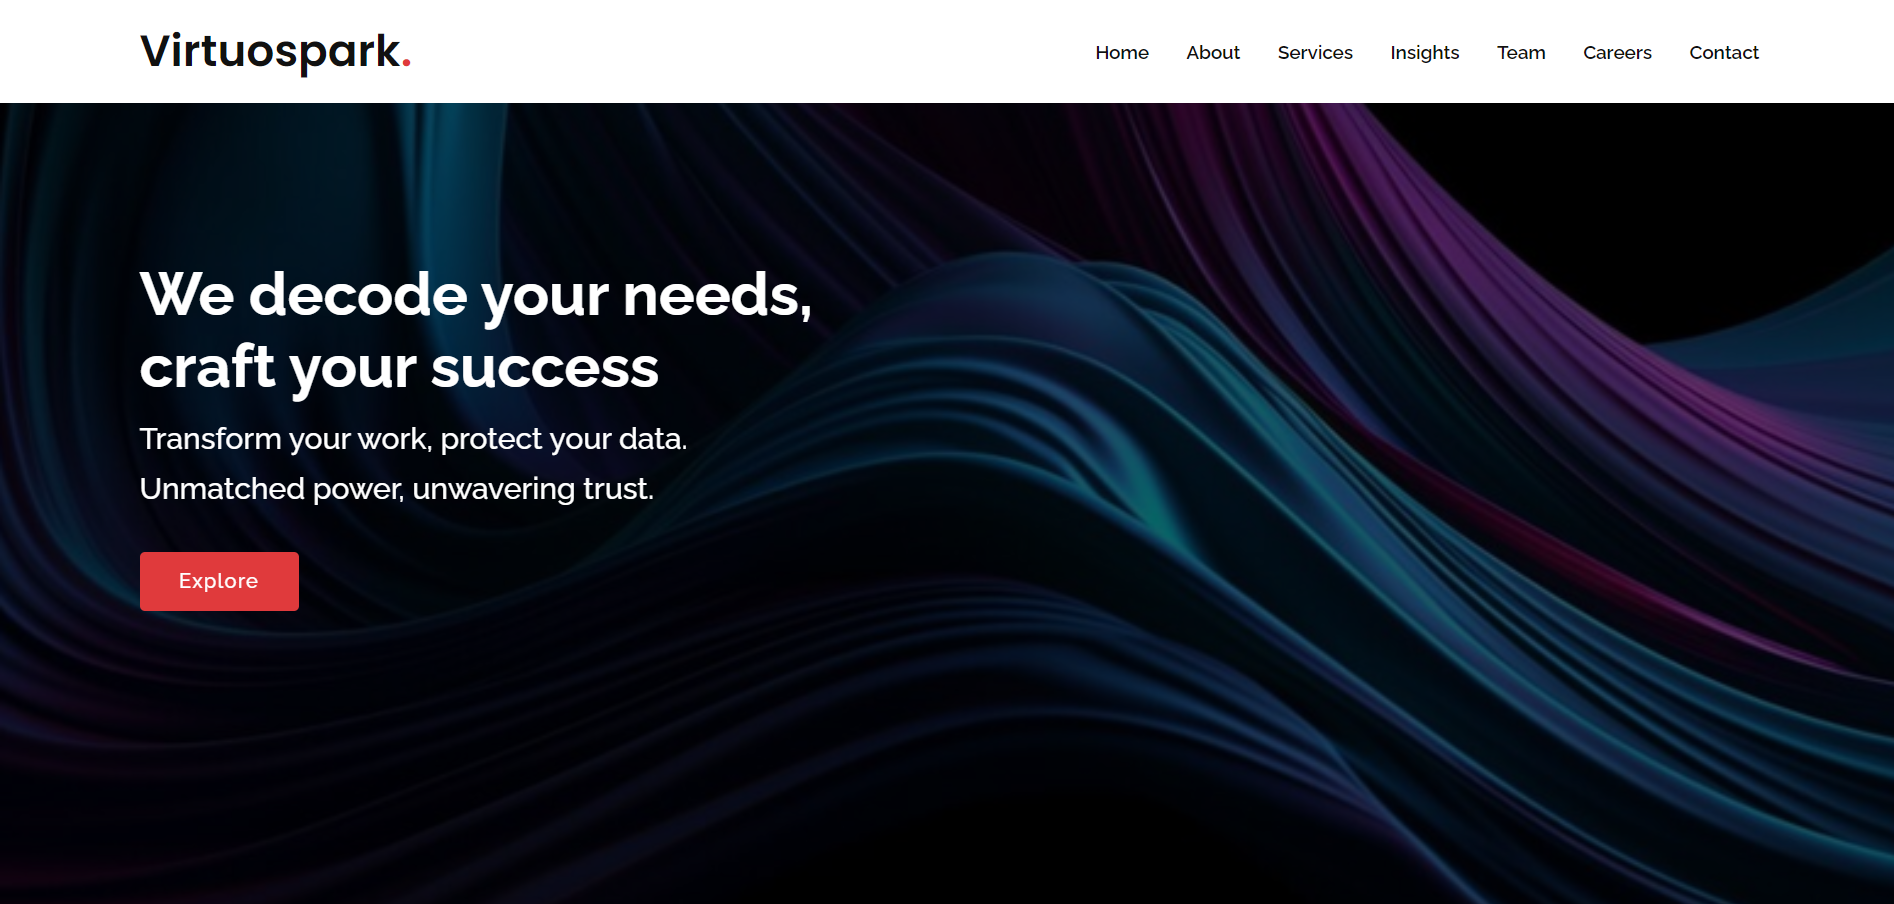 Virtuospark.
Home About Services Insights Team Careers Contact
We decode your needs,
craft your success
Transform your work, protect your data.
Unmatched power, unwavering trust.
Explore